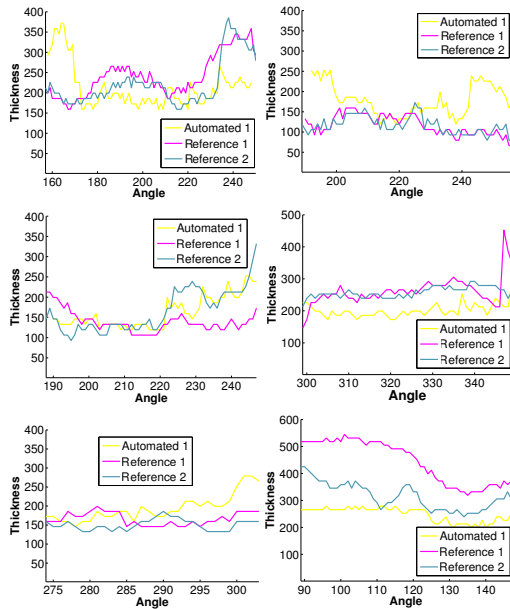 400
350
300
250
200
150
100
50
Thickness
160 180 200 220 240
Angle
Automated 1
Reference 1
Reference 2
400
350
300
250
200
150
100
50
Thickness
200 220 240
Angle
Automated 1
Reference 1
Reference 2
400
350
300
250
200
150
100
50
Thickness
190 200 210 220 230 240
Angle
Automated 1
Reference 1
Reference 2
500
400
300
200
100
Thickness
300 310 320 330 340
Angle
Automated 1
Reference 1
Reference 2
400
350
300
250
200
150
100
50
Thickness
275 280 285 290 295 300
Angle
Automated 1
Reference 1
Reference 2
600
500
400
300
200
100
Thickness
90 100 110 120 130 140
Angle
Automated 1
Reference 1
Reference 2